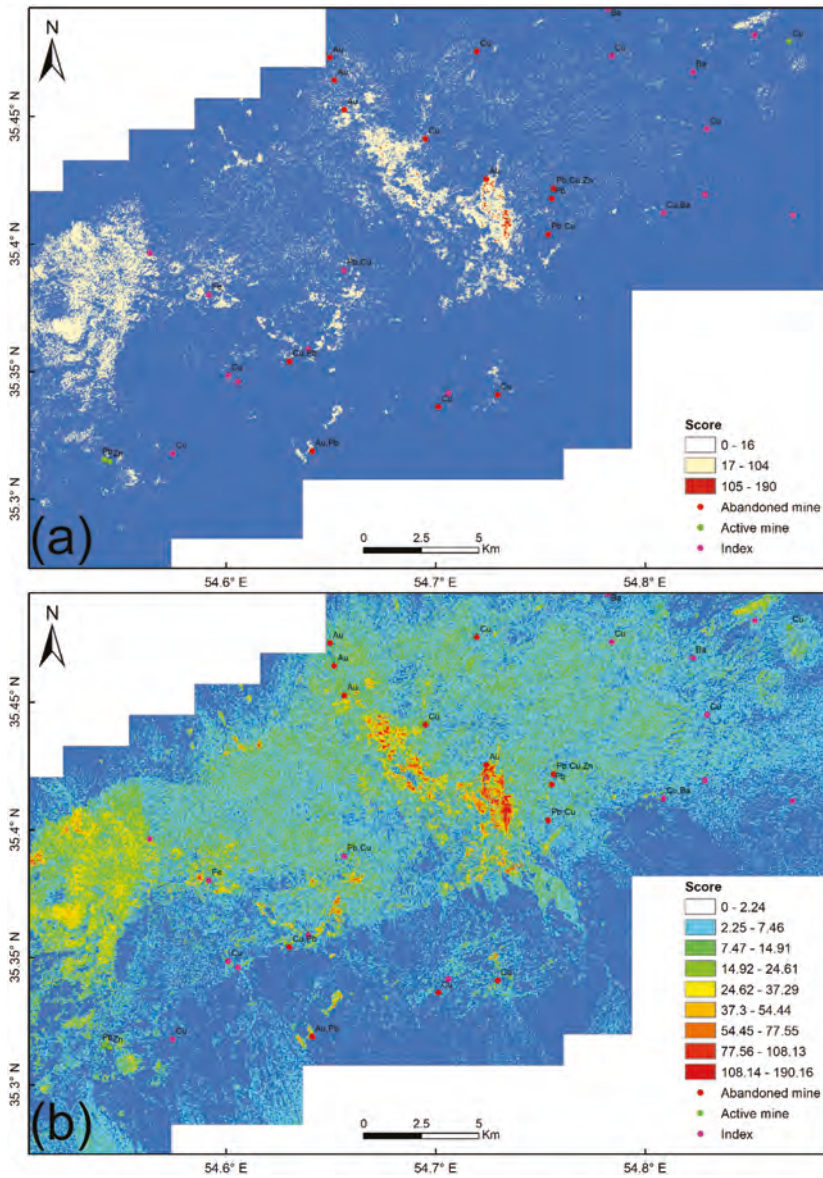 N
Ba
Cu
Au
Cu
Cu
Ba
Au
Au
Cu
Cu
Au
Pb,Cu,Zn
Pb
Cu,Ba
Pb,Cu
Pb,Cu
Fe
Cu,Pb
Cu
Cu
Cu
Au,Pb
Cu
Pb,Zn
35.45° N
35.4° N
35.35° N
35.3° N
Score
0 - 16
17 - 104
105 - 190
Abandoned mine
Active mine
Index
(a)
0 2.5 5
Km
54.6° E 54.7° E 54.8° E
N
Ba
Cu
Au
Cu
Cu
Ba
Au
Au
Cu
Cu
Au
Pb,Cu,Zn
Pb
Cu,Ba
Pb,Cu
Pb,Cu
Fe
Cu,Pb
Cu
Cu
Au,Pb
Cu
Pb,Zn
35.45° N
35.4° N
35.35° N
35.3° N
Score
0 - 2.24
2.25 - 7.46
7.47 - 14.91
14.92 - 24.61
24.62 - 37.29
37.3 - 54.44
54.45 - 77.55
77.56 - 108.13
108.14 - 190.16
Abandoned mine
Active mine
Index
(b)
0 2.5 5
Km
54.6° E 54.7° E 54.8° E